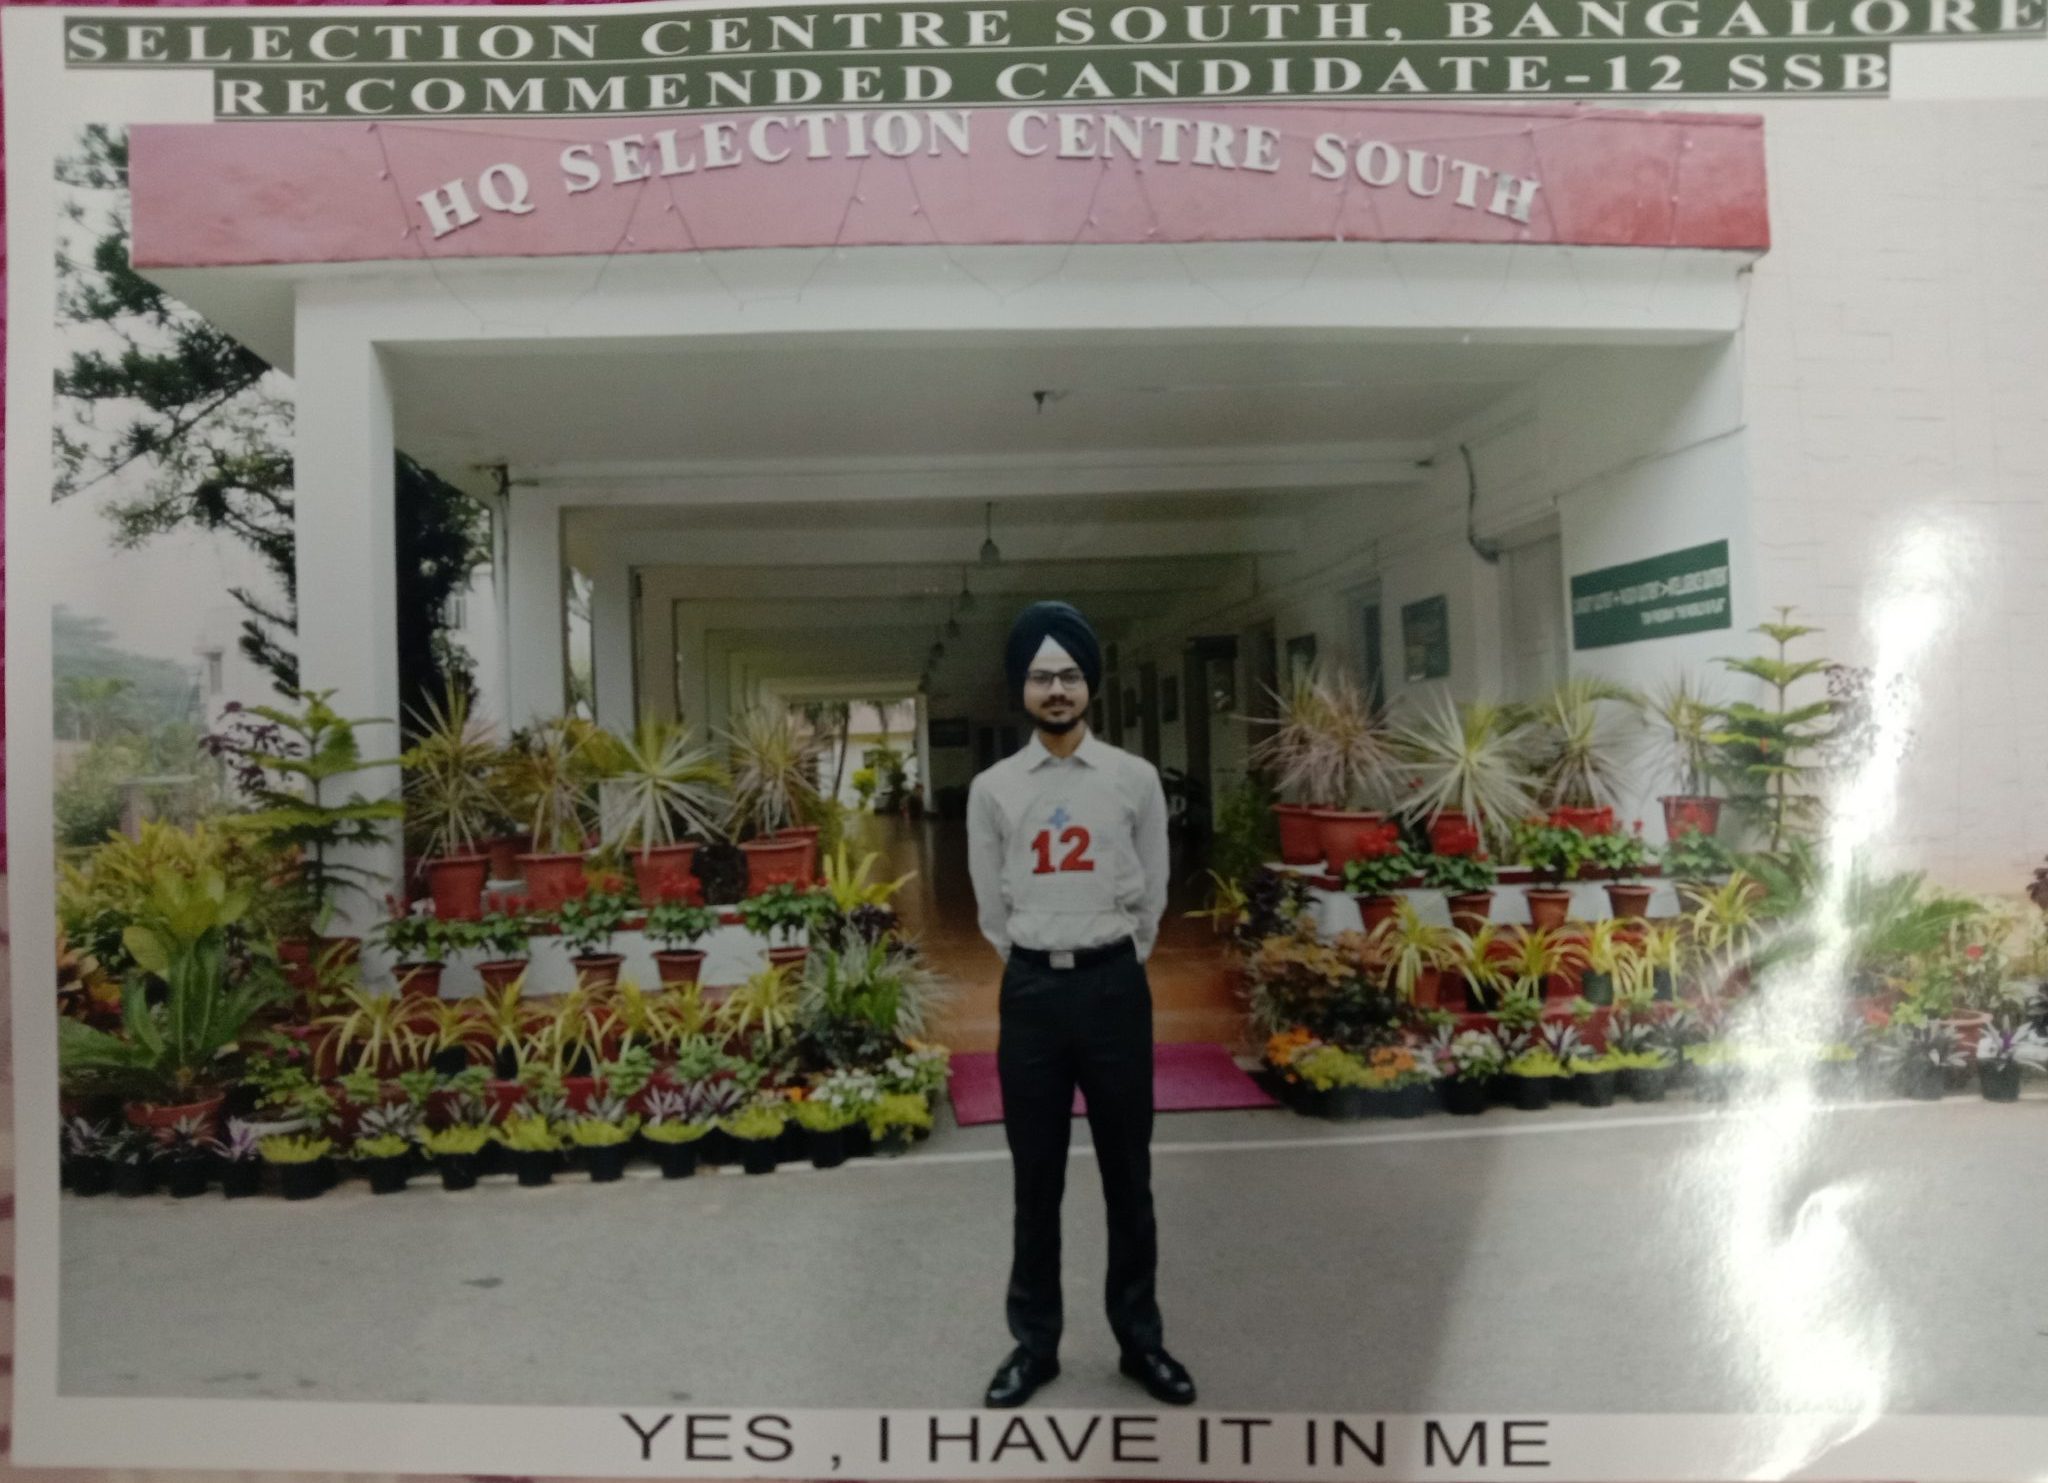 SELECTION CENTRE SOUTH, BANGALORE
RECOMMENDED CANDIDATE-12 SSB
HQ SELECTION CENTRE SOUTH
12
YES , I HAVE IT IN ME